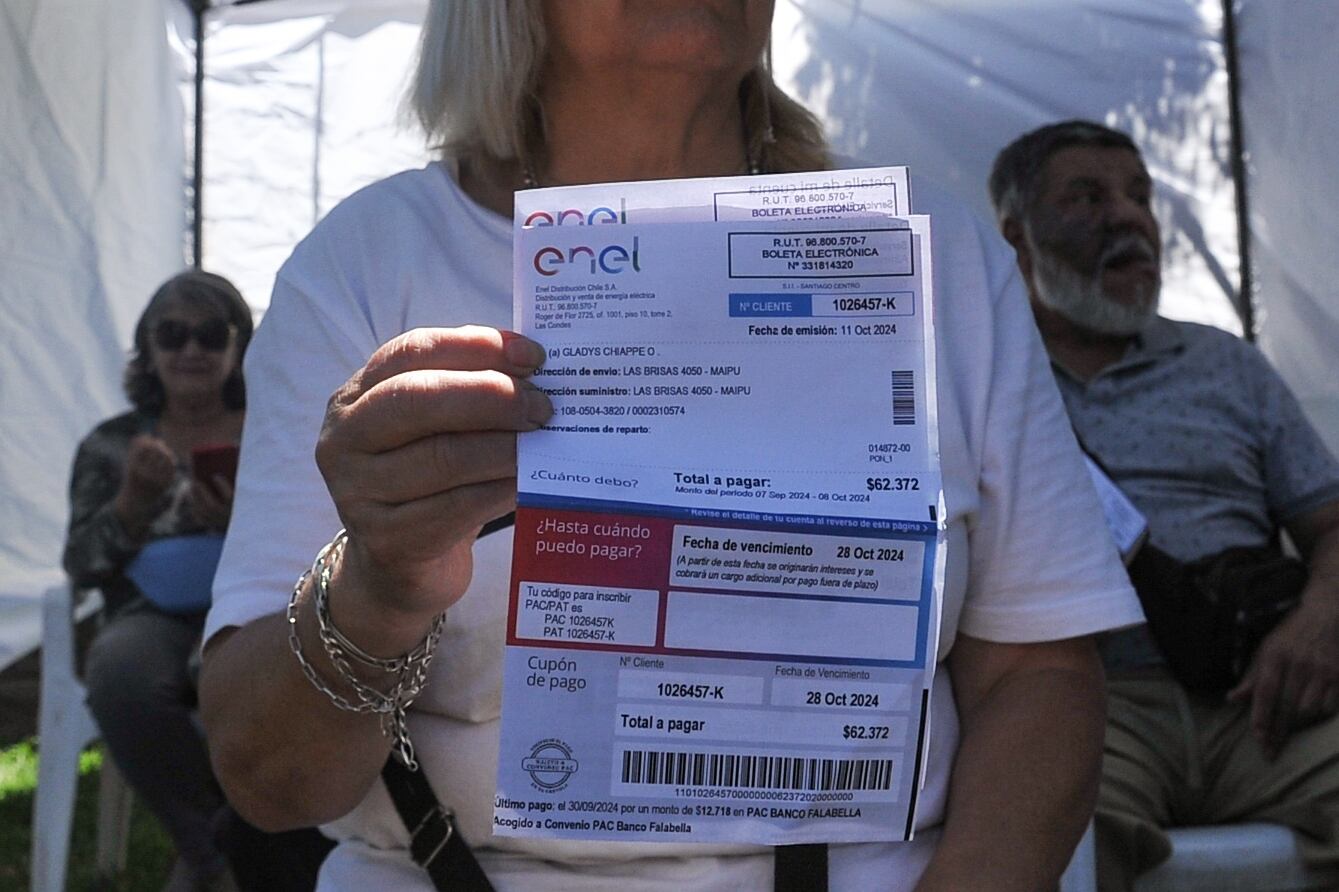 enel
Detalle de mi cuenta
R.U.T. 96.800.570-7
BOLETA ELECTRÓNICA
enel
Enel Distribución Chile S.A.
Distribución y venta de energía eléctrica
R.U.T. 96.800.570-7
Roger de Flor 2725, of. 1001, piso 10, torre 2,
Las Condes
R.U.T. 96.800.570-7
BOLETA ELECTRÓNICA
Nº 331814320
S.I.I. - SANTIAGO CENTRO
Nº CLIENTE 1026457-K
Fecha de emisión: 11 Oct 2024
(a) GLADYS CHIAPPE O .
Dirección de envío: LAS BRISAS 4050 - MAIPU
Dirección suministro: LAS BRISAS 4050 - MAIPU
: 108-0504-3820 / 0002310574
Observaciones de reparto:
014872-00
PON_1
¿Cuánto debo? Total a pagar: $62.372
Monto del periodo 07 Sep 2024 - 08 Oct 2024
* Revise el detalle de tu cuenta al reverso de esta página >
¿Hasta cuándo
puedo pagar?
Fecha de vencimiento 28 Oct 2024
(A partir de esta fecha se originarán intereses y se
cobrará un cargo adicional por pago fuera de plazo)
Tu código para inscribir
PAC/PAT es
PAC 1026457K
PAT 1026457-K
Cupón
de pago
Nº Cliente Fecha de Vencimiento
1026457-K 28 Oct 2024
Total a pagar $62.372
Último pago: el 30/09/2024 por un monto de $12.718 en PAC BANCO FALABELLA
Acogido a Convenio PAC Banco Falabella